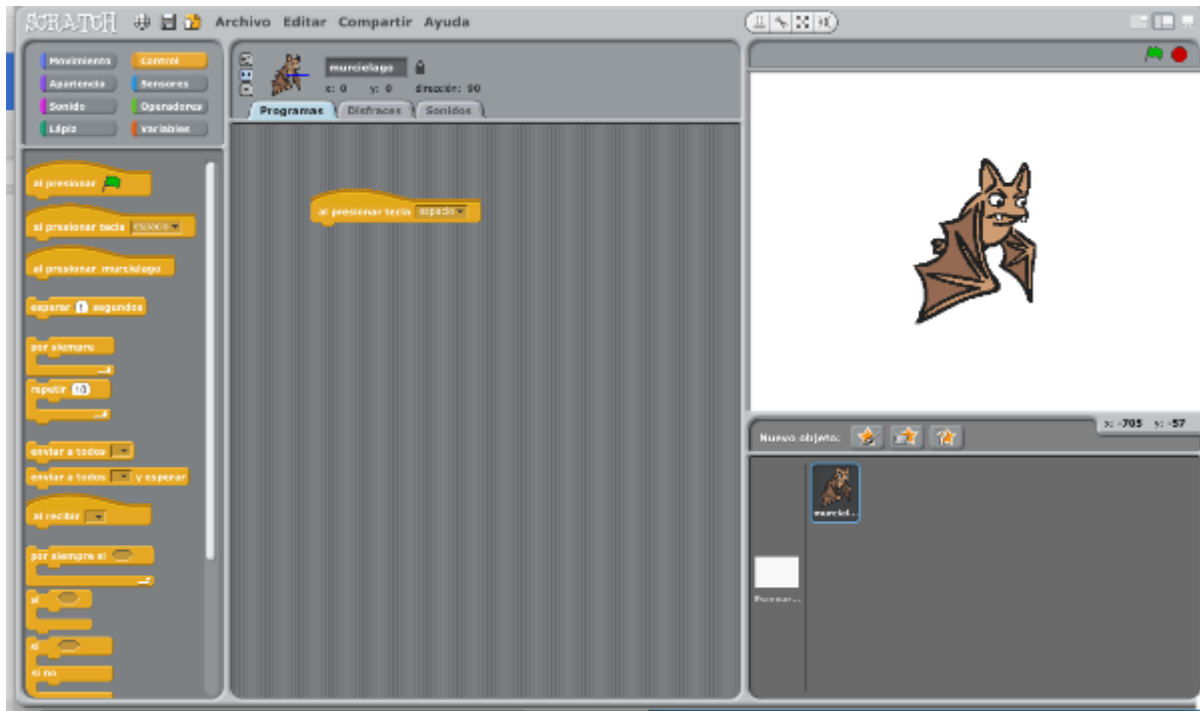 SCRATCH Archivo Editar Compartir Ayuda
Movimiento Control
Apariencia Sensores
Sonido Operadores
Lápiz Variables
al presionar
al presionar tecla espacio
al presionar murcielago
esperar 1 segundos
por siempre
repetir 10
enviar a todos
enviar a todos y esperar
al recibir
por siempre si
si
si
si no
murcielago
x: 0 y: 0 dirección: 90
Programas Disfraces Sonidos
al presionar tecla espacio
x: -705 y: -57
Nuevo objeto:
murciel...